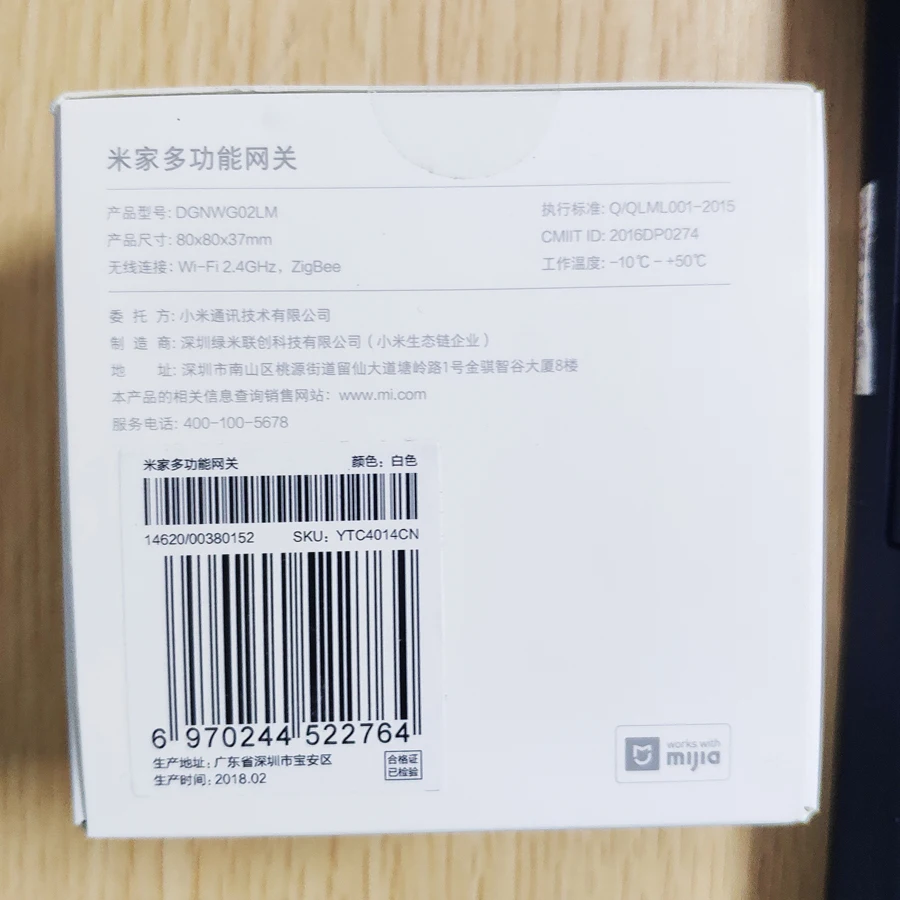 米家多功能网关
产品型号: DGNWG02LM
产品尺寸: 80x80x37mm
无线连接: Wi-Fi 2.4GHz，ZigBee
执行标准: Q/QLML001-2015
CMIIT ID: 2016DP0274
工作温度: -10℃ - +50℃
委 托 方: 小米通讯技术有限公司
制 造 商: 深圳绿米联创科技有限公司（小米生态链企业）
地 址: 深圳市南山区桃源街道留仙大道塘岭路1号金骐智谷大厦8楼
本产品的相关信息查询销售网站：www.mi.com
服务电话: 400-100-5678
米家多功能网关 颜色：白色
14620/00380152 SKU：YTC4014CN
6 970244 522764
生产地址: 广东省深圳市宝安区
生产时间: 2018.02
合格证
已检验
works with
mijia